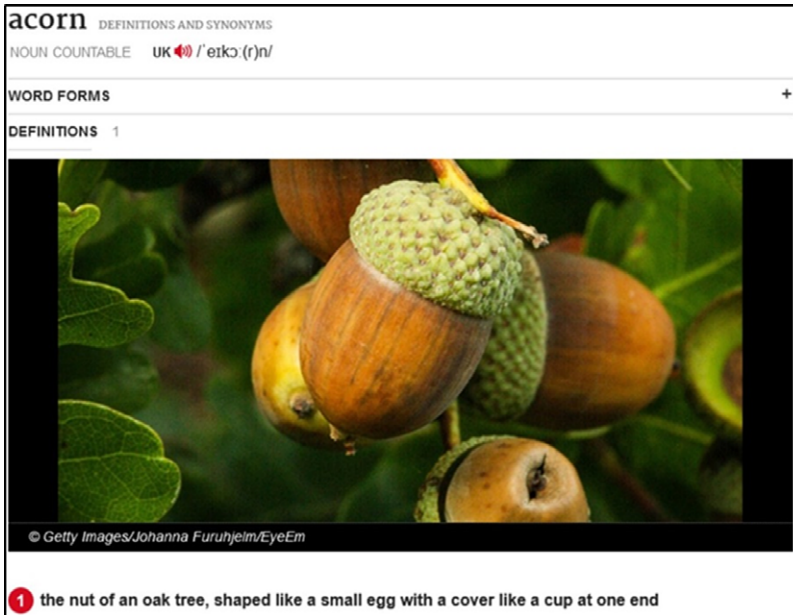 acorn DEFINITIONS AND SYNONYMS
NOUN COUNTABLE UK /ˈeɪkɔː(r)n/
WORD FORMS +
DEFINITIONS 1
© Getty Images/Johanna Furuhjelm/EyeEm
1 the nut of an oak tree, shaped like a small egg with a cover like a cup at one end